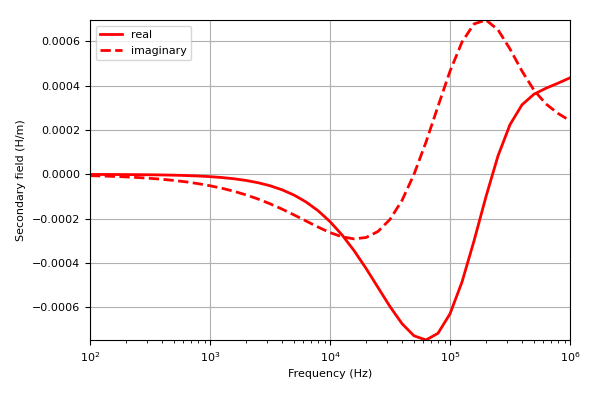 real
imaginary
0.0006
0.0004
0.0002
0.0000
−0.0002
−0.0004
−0.0006
Secondary field (H/m)
10² 10³ 10⁴ 10⁵ 10⁶
Frequency (Hz)